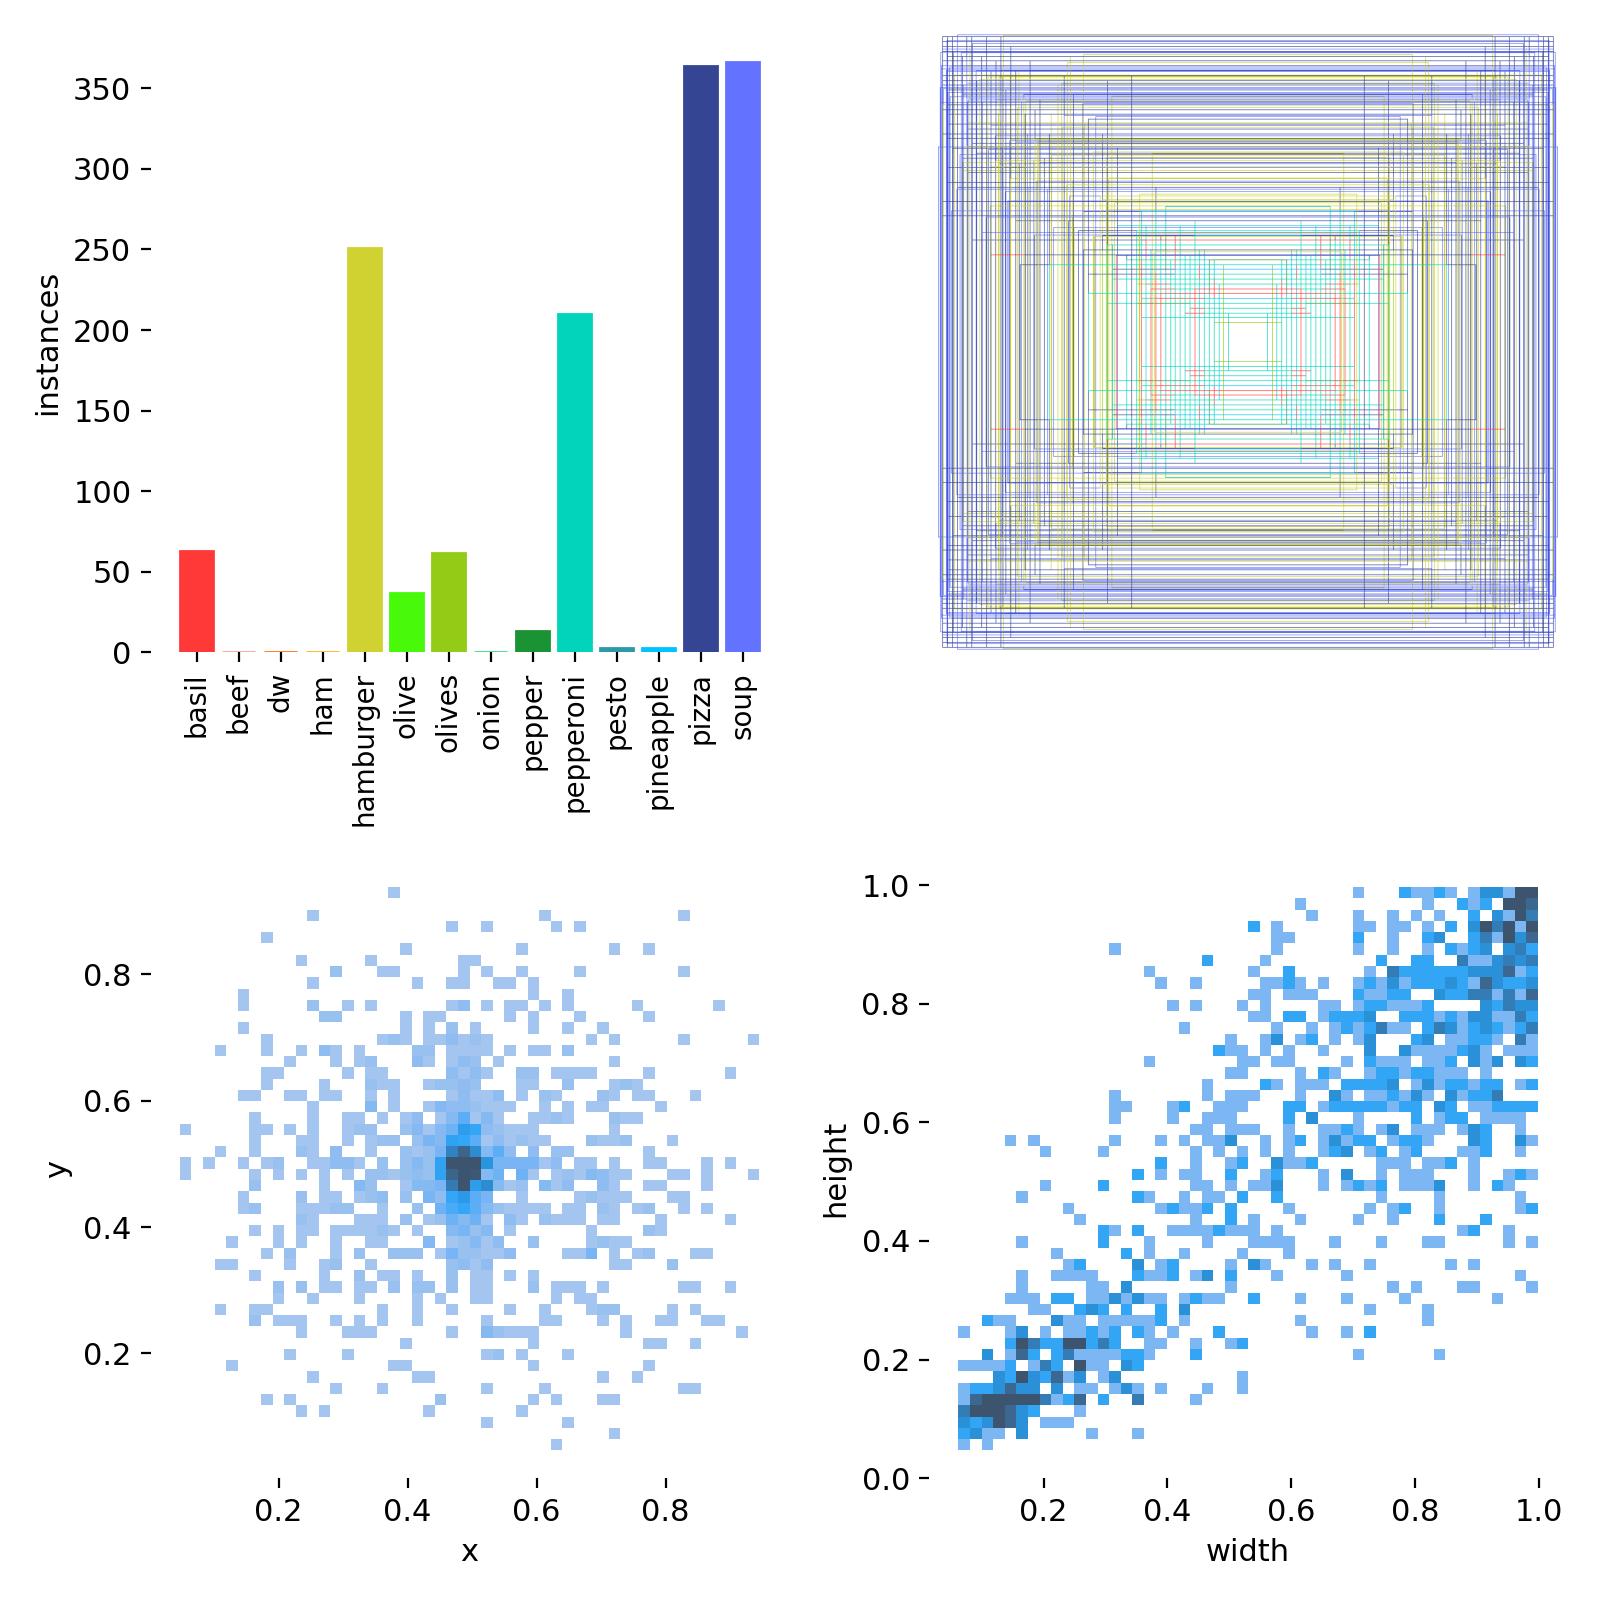 350
300
250
200
150
100
50
0
instances
basil
beef
dw
ham
hamburger
olive
olives
onion
pepper
pepperoni
pesto
pineapple
pizza
soup
0.8
0.6
0.4
0.2
y
0.2 0.4 0.6 0.8
x
1.0
0.8
0.6
0.4
0.2
0.0
height
0.2 0.4 0.6 0.8 1.0
width